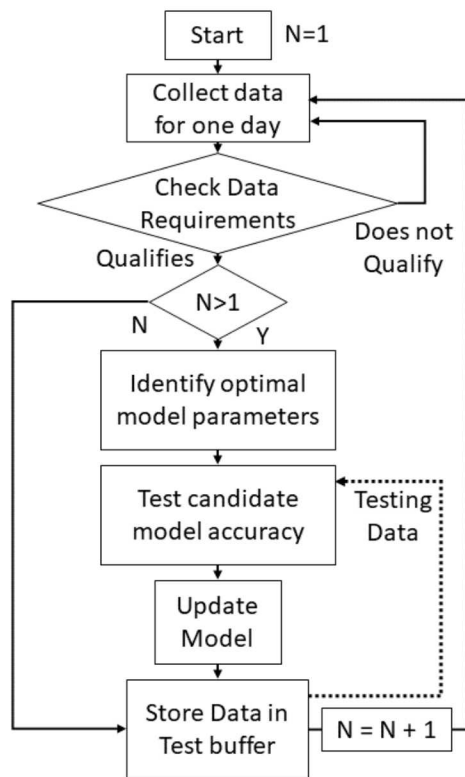 Start
N=1
Collect data
for one day
Check Data
Requirements
Does not
Qualify
Qualifies
N>1
N
Y
Identify optimal
model parameters
Test candidate
model accuracy
Testing
Data
Update
Model
Store Data in
Test buffer
N = N + 1